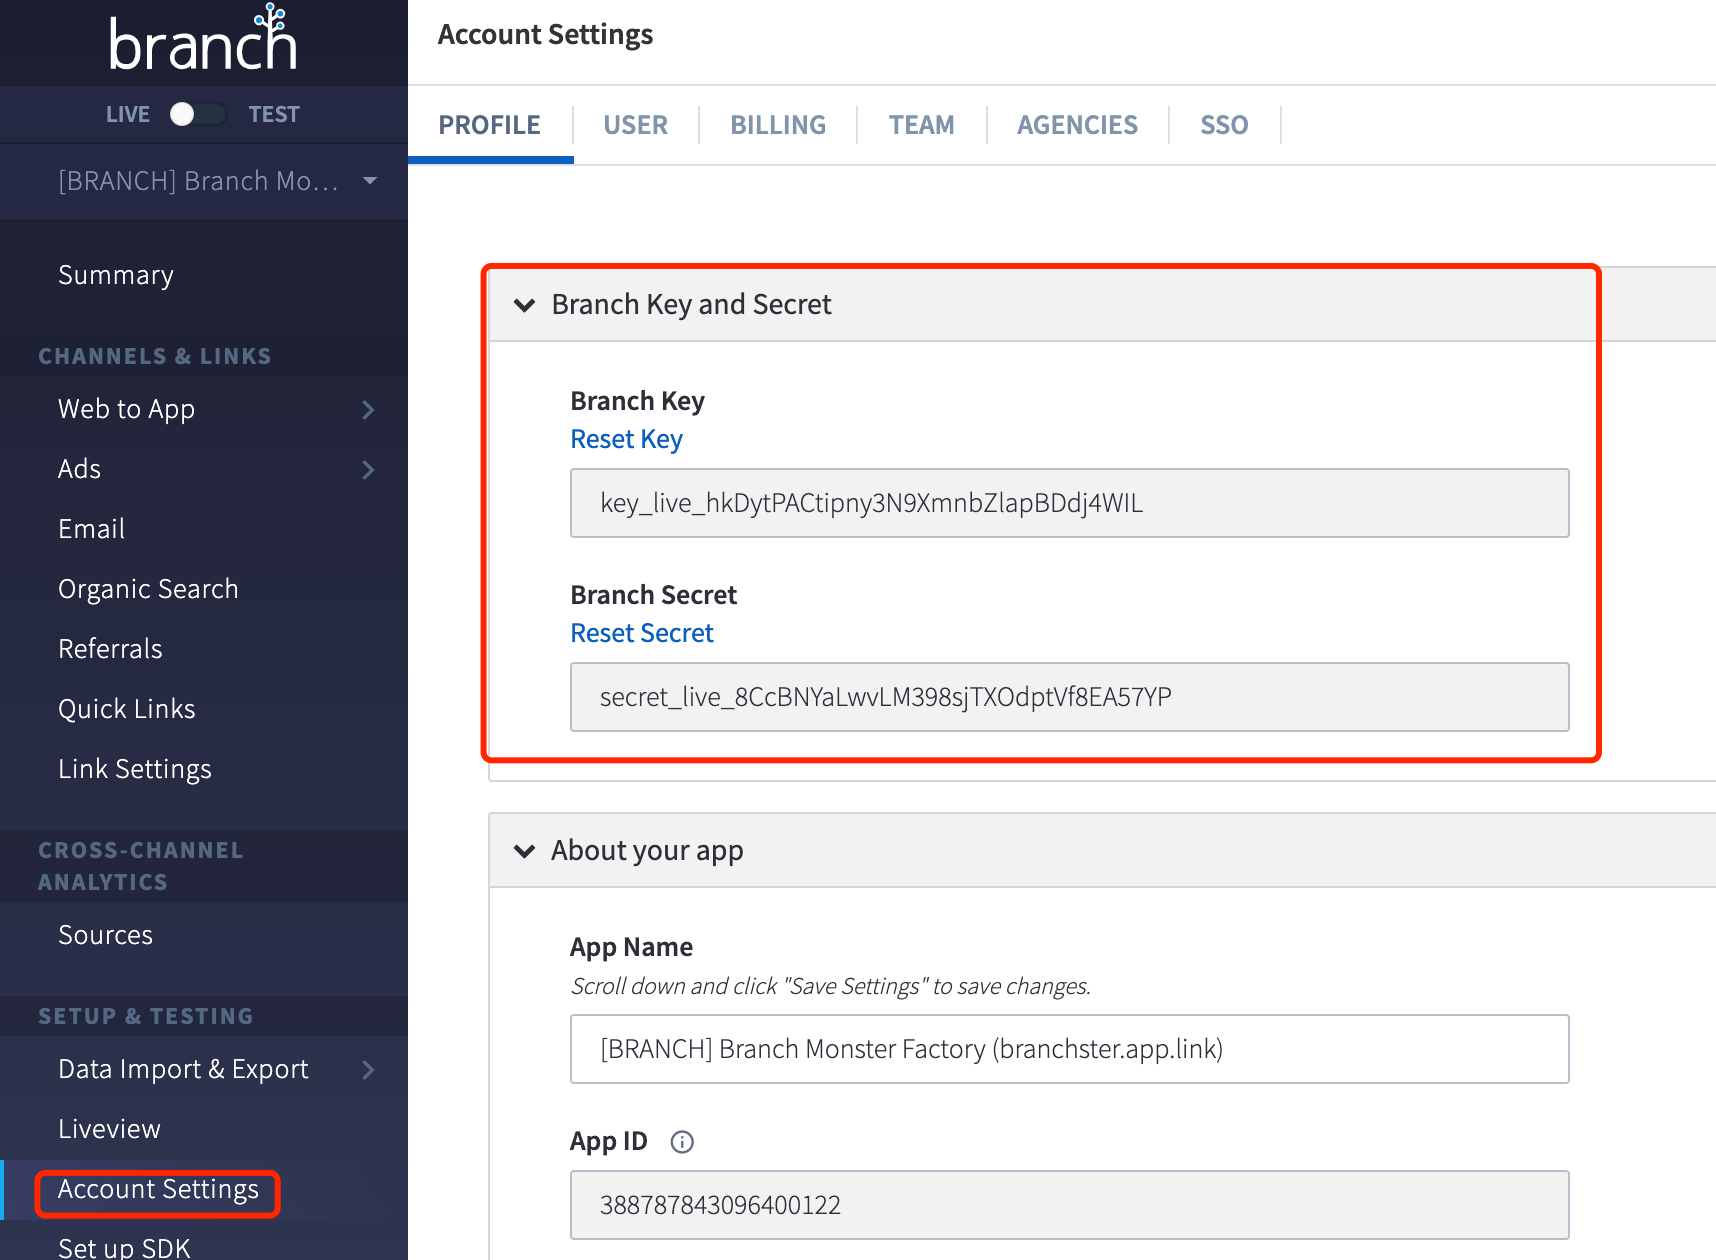 branch
LIVE TEST
[BRANCH] Branch Mo...
Summary
CHANNELS & LINKS
Web to App
Ads
Email
Organic Search
Referrals
Quick Links
Link Settings
CROSS-CHANNEL
ANALYTICS
Sources
SETUP & TESTING
Data Import & Export
Liveview
Account Settings
Set up SDK
Account Settings
PROFILE USER BILLING TEAM AGENCIES SSO
Branch Key and Secret
Branch Key
Reset Key
key_live_hkDytPACtipny3N9XmnbZlapBDdj4WIL
Branch Secret
Reset Secret
secret_live_8CcBNYaLwvLM398sjTXOdptVf8EA57YP
About your app
App Name
Scroll down and click "Save Settings" to save changes.
[BRANCH] Branch Monster Factory (branchster.app.link)
App ID
388787843096400122